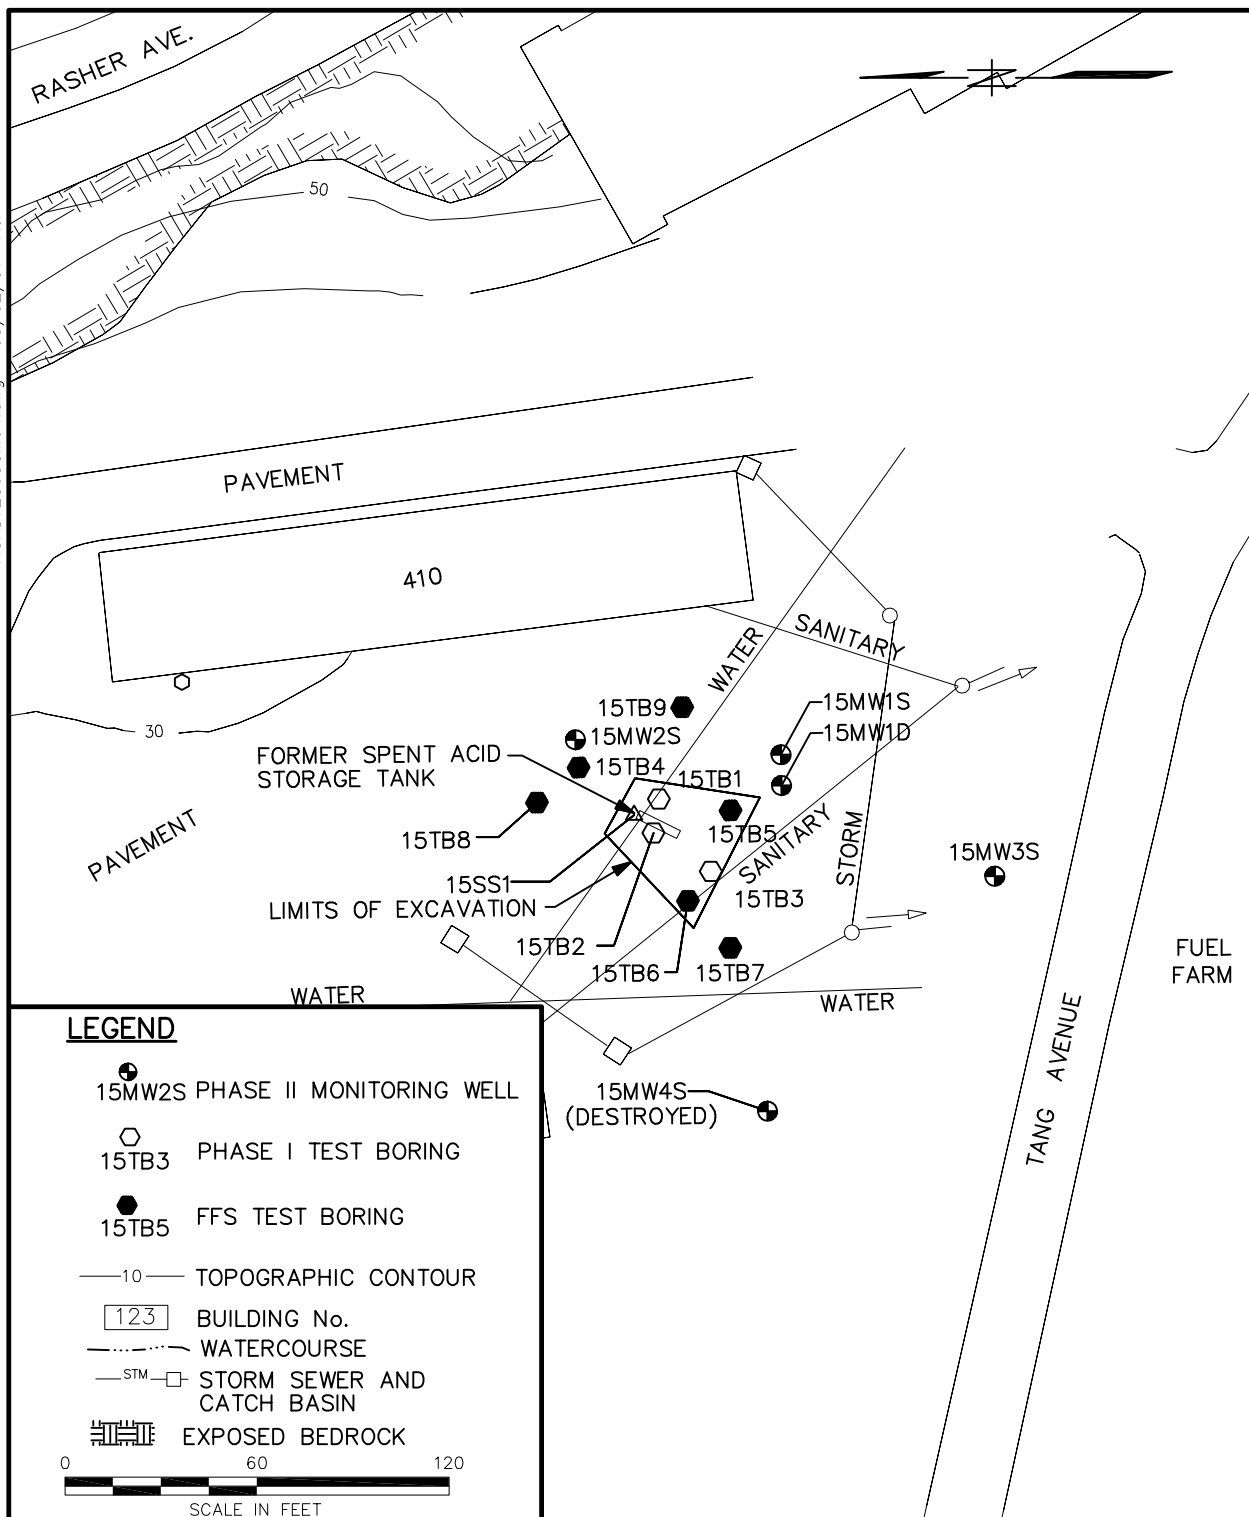 RASHER AVE.
50
PAVEMENT
410
SANITARY
WATER
30
15TB9
15MW1S
15MW2S
15MW1D
FORMER SPENT ACID
STORAGE TANK
15TB4
15TB1
PAVEMENT
15TB8
15TB5
SANITARY
STORM
15MW3S
15SS1
15TB3
LIMITS OF EXCAVATION
15TB2
15TB6
15TB7
FUEL
FARM
WATER
WATER
TANG AVENUE
15MW4S
(DESTROYED)
LEGEND
15MW2S PHASE II MONITORING WELL
15TB3 PHASE I TEST BORING
15TB5 FFS TEST BORING
10 TOPOGRAPHIC CONTOUR
123 BUILDING No.
WATERCOURSE
STM STORM SEWER AND
CATCH BASIN
EXPOSED BEDROCK
0 60 120
SCALE IN FEET